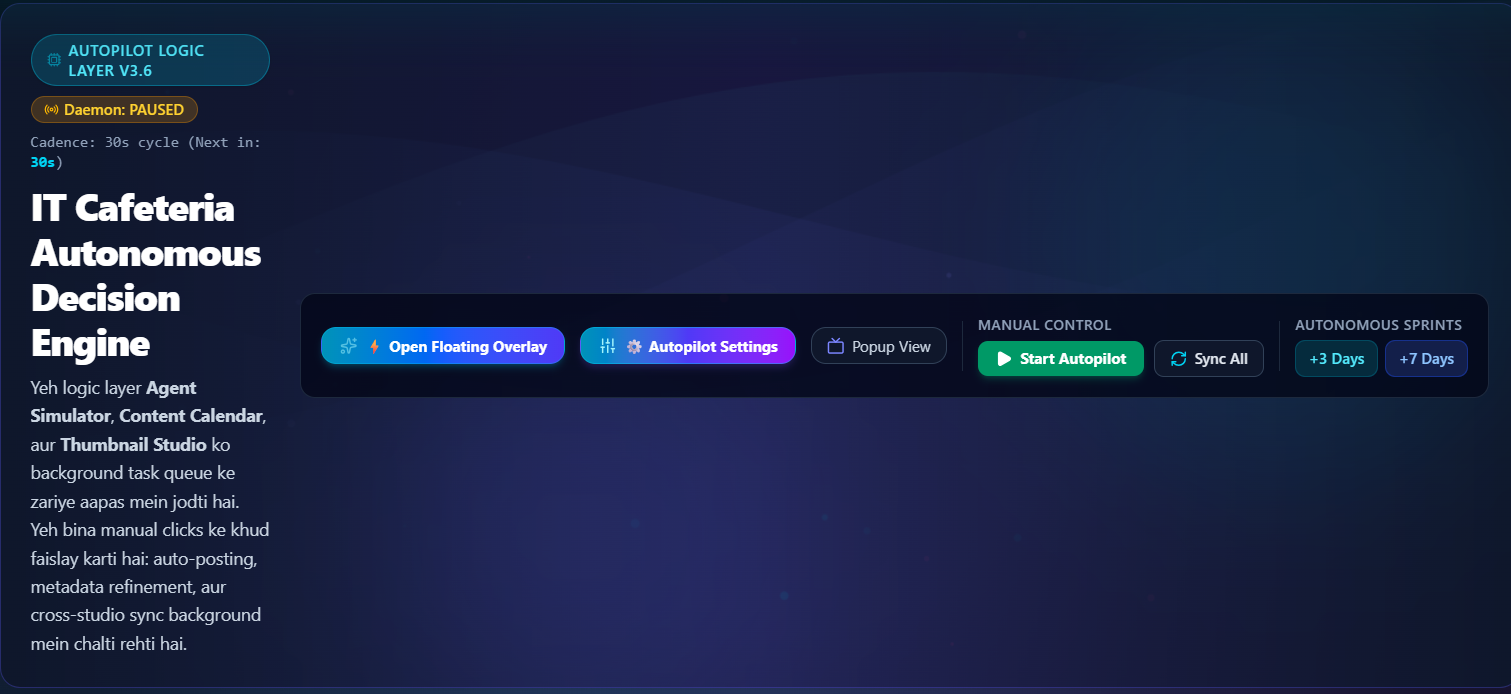 AUTOPILOT LOGIC
LAYER V3.6
Daemon: PAUSED
Cadence: 30s cycle (Next in:
30s)
IT Cafeteria
Autonomous
Decision
Engine
Yeh logic layer Agent
Simulator, Content Calendar,
aur Thumbnail Studio ko
background task queue ke
zariye aapas mein jodti hai.
Yeh bina manual clicks ke khud
faislay karti hai: auto-posting,
metadata refinement, aur
cross-studio sync background
mein chalti rehti hai.
Open Floating Overlay
Autopilot Settings
Popup View
MANUAL CONTROL
Start Autopilot
Sync All
AUTONOMOUS SPRINTS
+3 Days
+7 Days